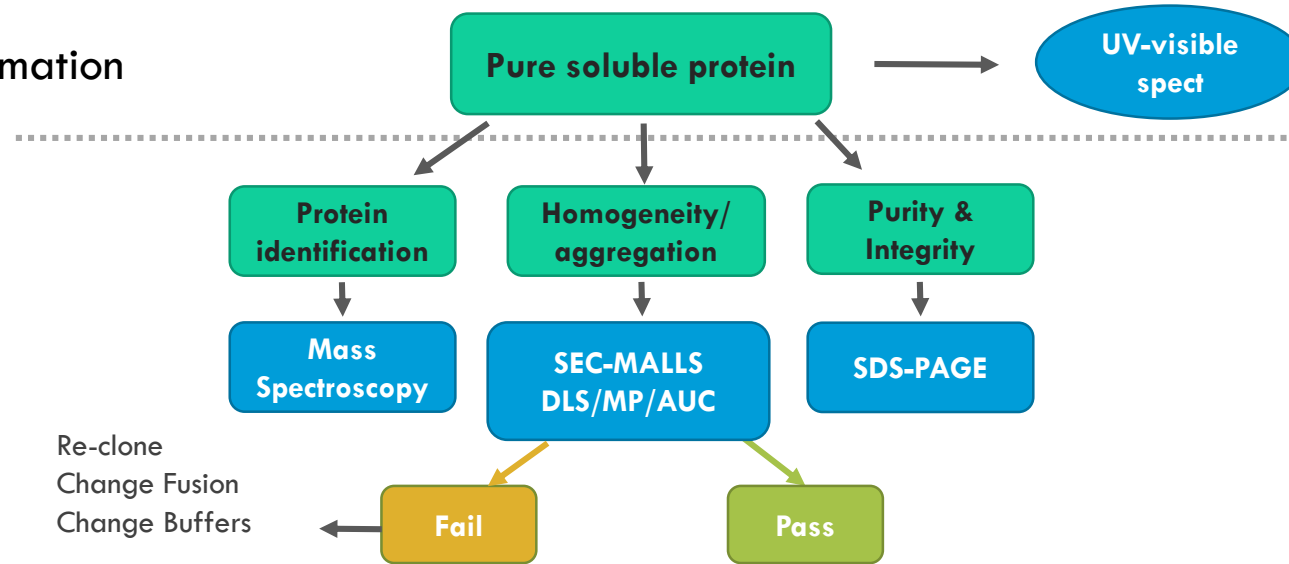 mation
Pure soluble protein
UV-visible
spect
Protein
identification
Homogeneity/
aggregation
Purity &
Integrity
Mass
Spectroscopy
SEC-MALLS
DLS/MP/AUC
SDS-PAGE
Re-clone
Change Fusion
Change Buffers
Fail
Pass